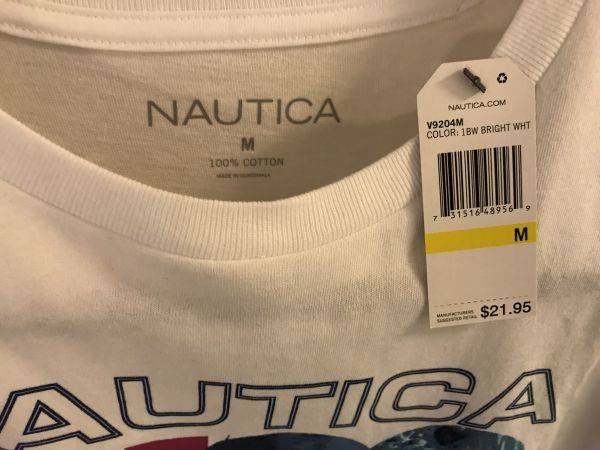 NAUTICA
M
100% COTTON
MADE IN GUATEMALA
NAUTICA.COM
V9204M
COLOR: 1BW BRIGHT WHT
7 31516 48956 9
M
MANUFACTURERS
SUGGESTED RETAIL $21.95
NAUTICA